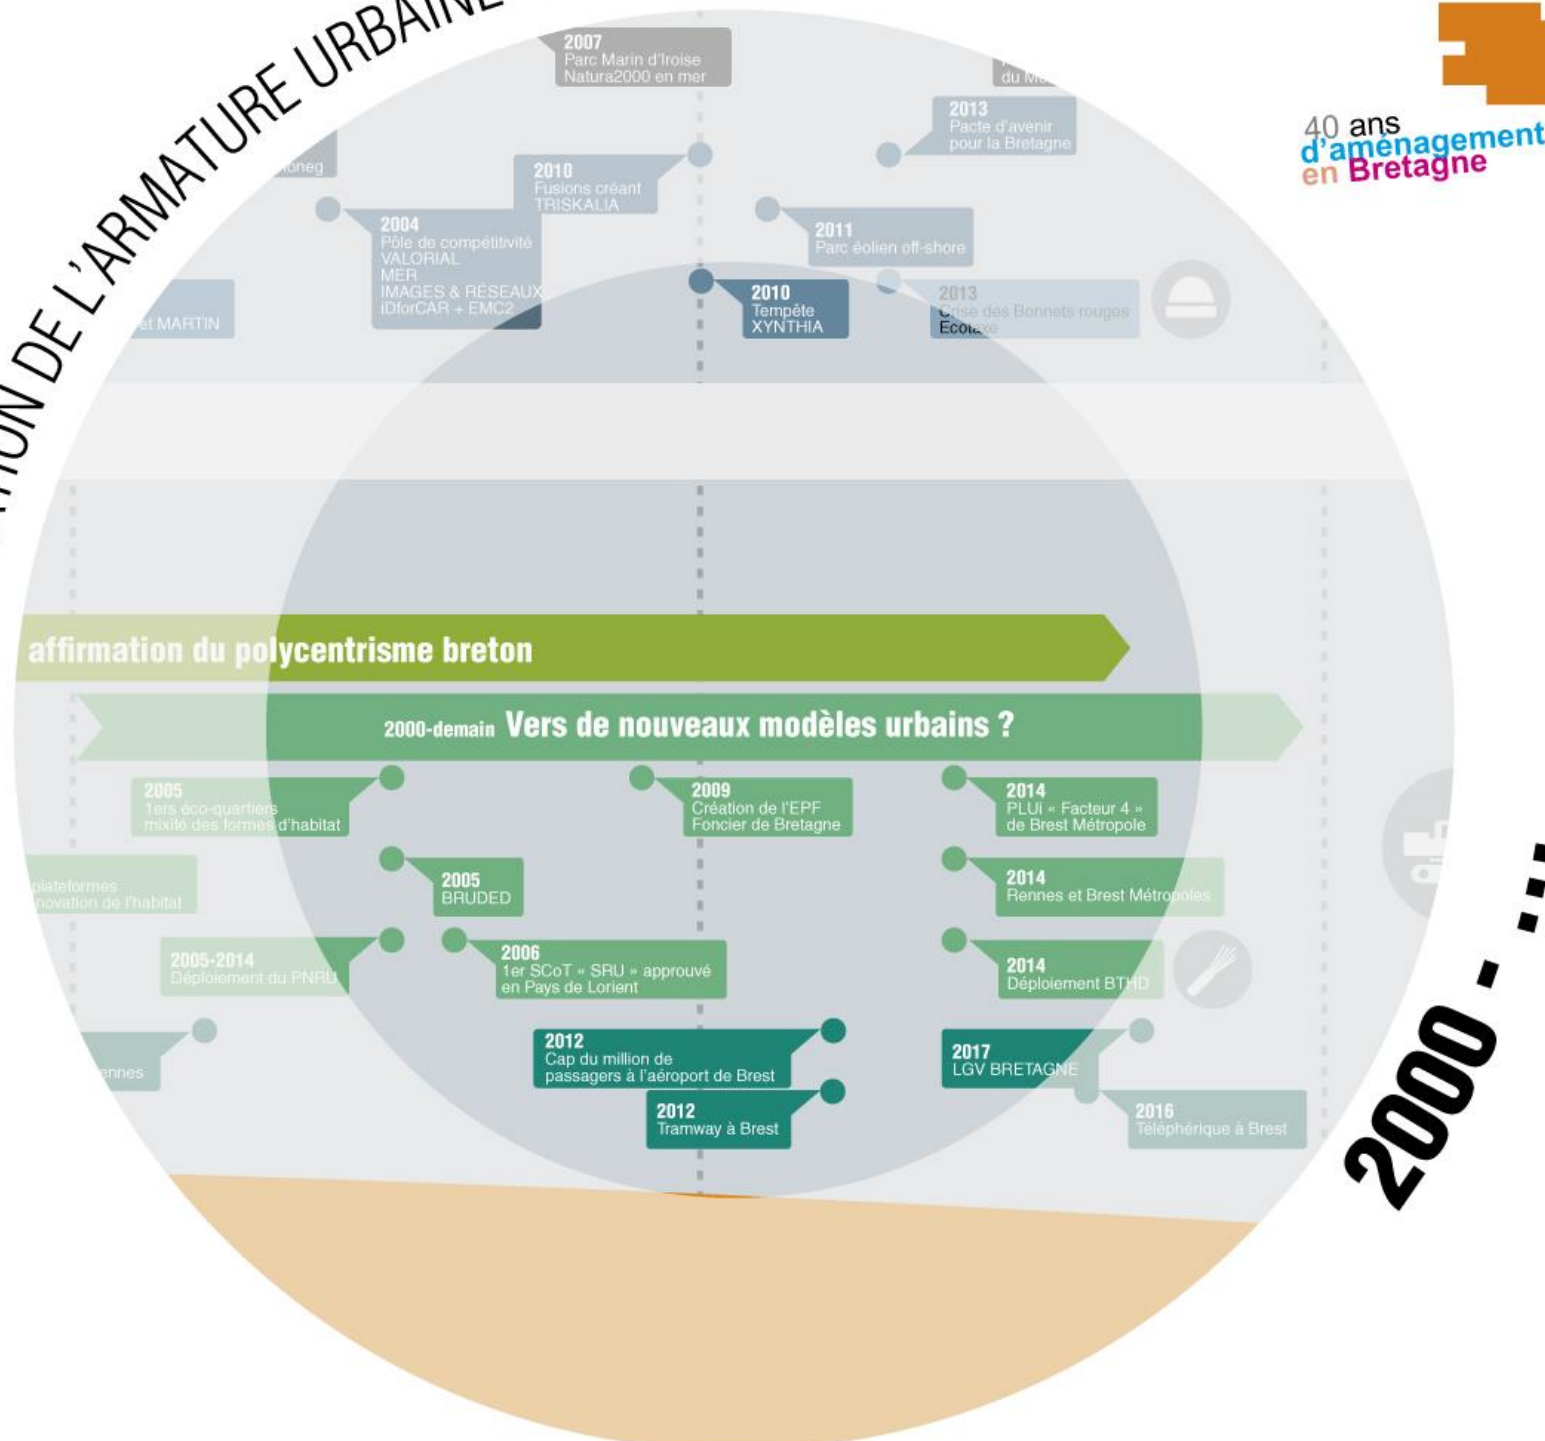 DE L'ARMATURE URBAINE
40 ans
d'aménagement
en Bretagne
2007
Parc Marin d'Iroise
Natura2000 en mer
2013
Pacte d'avenir
pour la Bretagne
2010
Fusions créant
TRISKALIA
2004
Pôle de compétitivité
VALORIAL
MER
IMAGES & RÉSEAUX
iDforCAR + EMC2
2011
Parc éolien off-shore
et MARTIN
2010
Tempête
XYNTHIA
2013
Crise des Bonnets rouges
Ecotaxe
affirmation du polycentrisme breton
2000-demain Vers de nouveaux modèles urbains ?
2005
1ers éco-quartiers
mixité des formes d'habitat
2009
Création de l'EPF
Foncier de Bretagne
2014
PLUi « Facteur 4 »
de Brest Métropole
plateformes
de l'habitat
2005
BRUDED
2014
Rennes et Brest Métropoles
2005-2014
Déploiement du PNRU
2006
1er SCoT « SRU » approuvé
en Pays de Lorient
2014
Déploiement BTHD
2012
Cap du million de
passagers à l'aéroport de Brest
2017
LGV BRETAGNE
2012
Tramway à Brest
2016
Téléphérique à Brest
2000 - ...